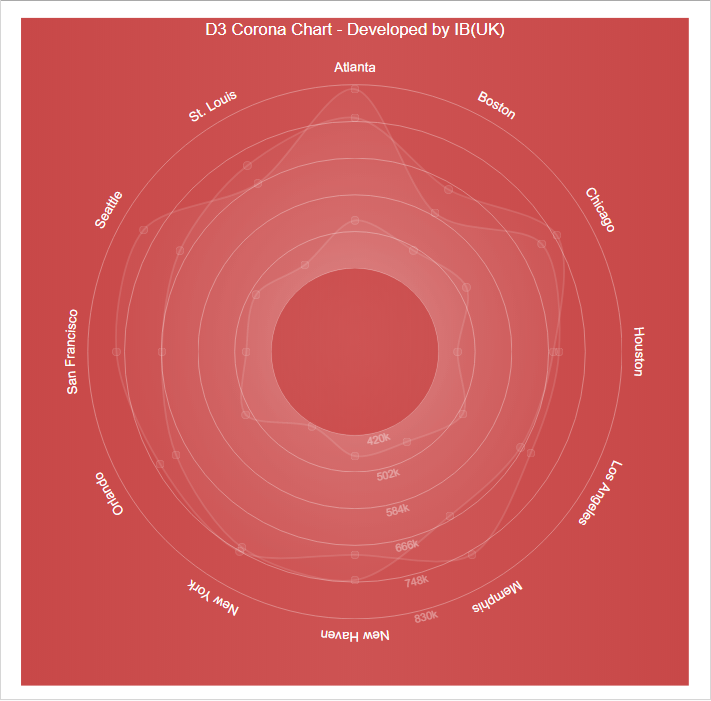 D3 Corona Chart - Developed by IB(UK)
Atlanta
Boston
Chicago
Houston
Los Angeles
Memphis
New Haven
New York
Orlando
San Francisco
Seattle
St. Louis
420k
502k
584k
666k
748k
830k